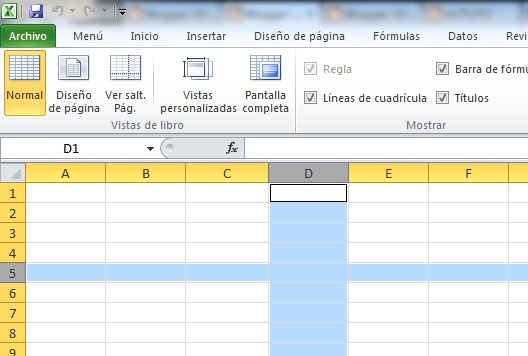 Archivo Menú Inicio Insertar Diseño de página Fórmulas Datos Revi
Normal Diseño de página Ver salt. Pág. Vistas personalizadas Pantalla completa
Regla Barra de fórmu
Líneas de cuadrícula Títulos
Vistas de libro Mostrar
D1 fx
A B C D E F
1
2
3
4
5
6
7
8
9